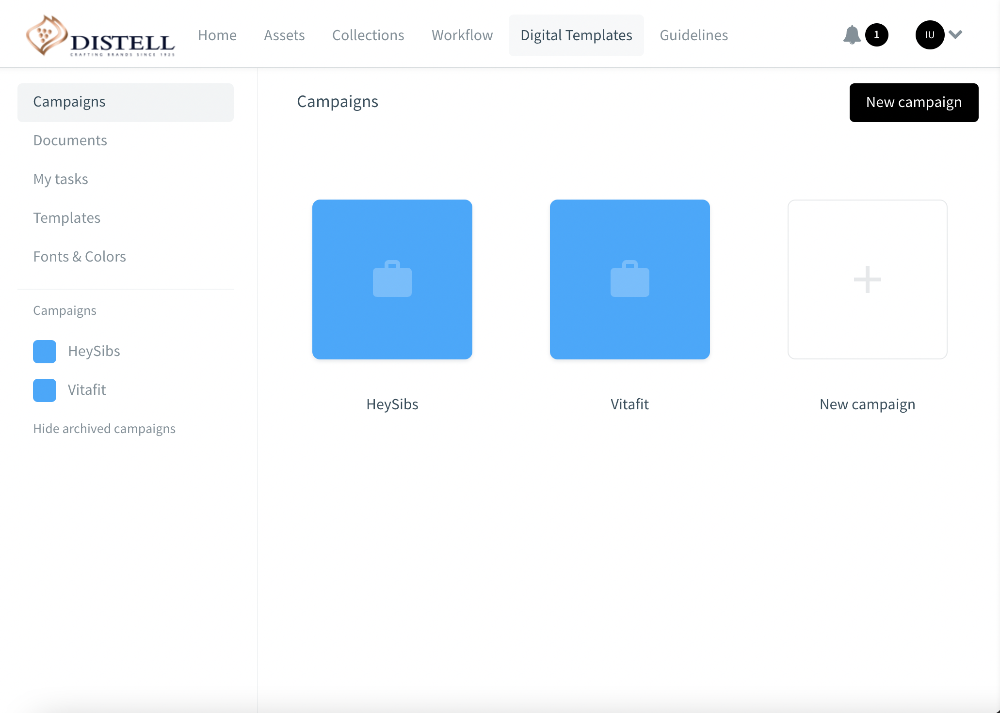 DISTELL
CRAFTING BRANDS SINCE 1925
Home
Assets
Collections
Workflow
Digital Templates
Guidelines
1
IU
Campaigns
Documents
My tasks
Templates
Fonts & Colors
Campaigns
HeySibs
Vitafit
Hide archived campaigns
Campaigns
New campaign
HeySibs
Vitafit
New campaign